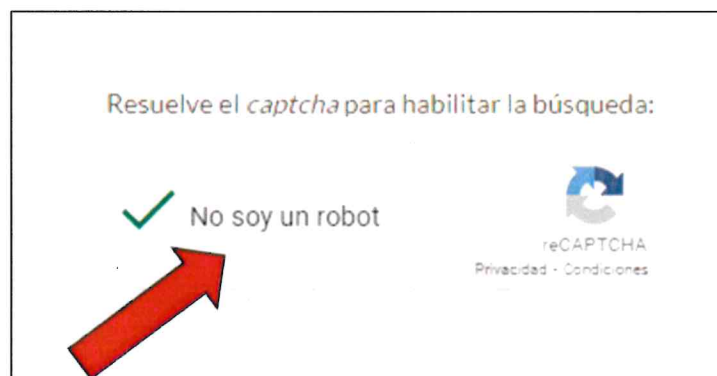 Resuelve el captcha para habilitar la búsqueda:
No soy un robot
reCAPTCHA
Privacidad - Condiciones